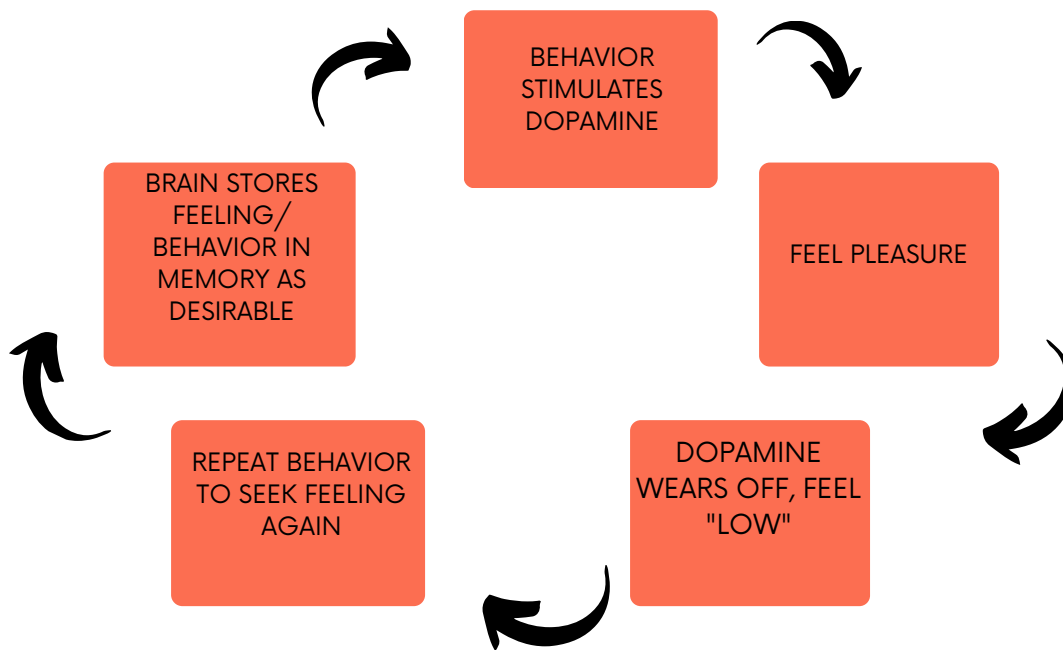 BEHAVIOR
STIMULATES
DOPAMINE
FEEL PLEASURE
DOPAMINE
WEARS OFF, FEEL
"LOW"
REPEAT BEHAVIOR
TO SEEK FEELING
AGAIN
BRAIN STORES
FEELING/
BEHAVIOR IN
MEMORY AS
DESIRABLE